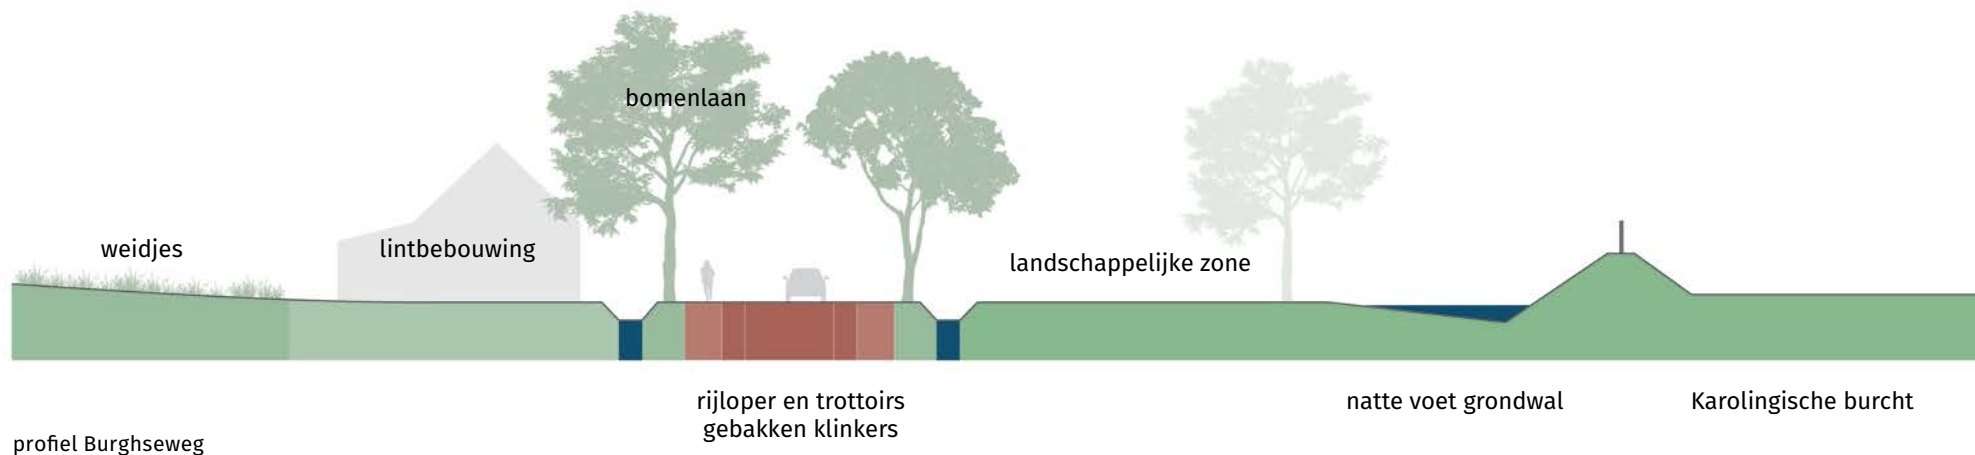 bomenlaan
weidjes
lintbebouwing
landschappelijke zone
rijloper en trottoirs
gebakken klinkers
natte voet grondwal
Karolingische burcht
profiel Burghseweg